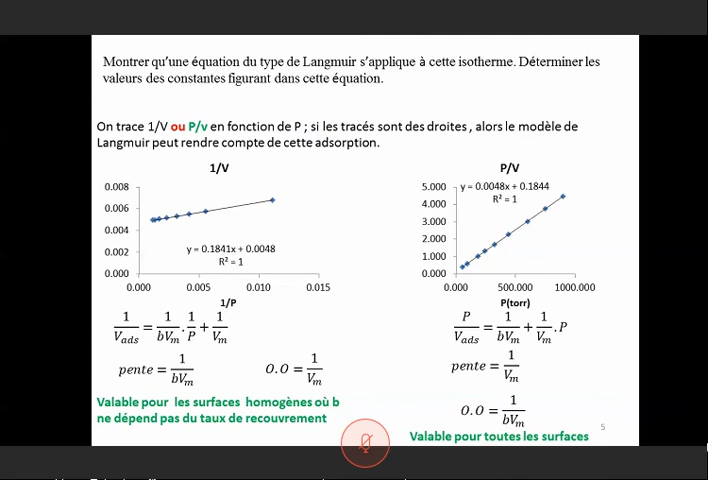 Montrer qu'une équation du type de Langmuir s'applique à cette isotherme. Déterminer les
valeurs des constantes figurant dans cette équation.
On trace 1/V ou P/v en fonction de P ; si les tracés sont des droites , alors le modèle de
Langmuir peut rendre compte de cette adsorption.
1/V
0.008
0.006
0.004
0.002
0.000
y = 0.1841x + 0.0048
R² = 1
0.000 0.005 0.010 0.015
1/P
1/V_ads = 1/bV_m . 1/P + 1/V_m
pente = 1/bV_m
O.O = 1/V_m
Valable pour les surfaces homogènes où b
ne dépend pas du taux de recouvrement
P/V
5.000
4.000
3.000
2.000
1.000
0.000
y = 0.0048x + 0.1844
R² = 1
0.000 500.000 1000.000
P(torr)
P/V_ads = 1/bV_m + 1/V_m . P
pente = 1/V_m
O.O = 1/bV_m
Valable pour toutes les surfaces
5